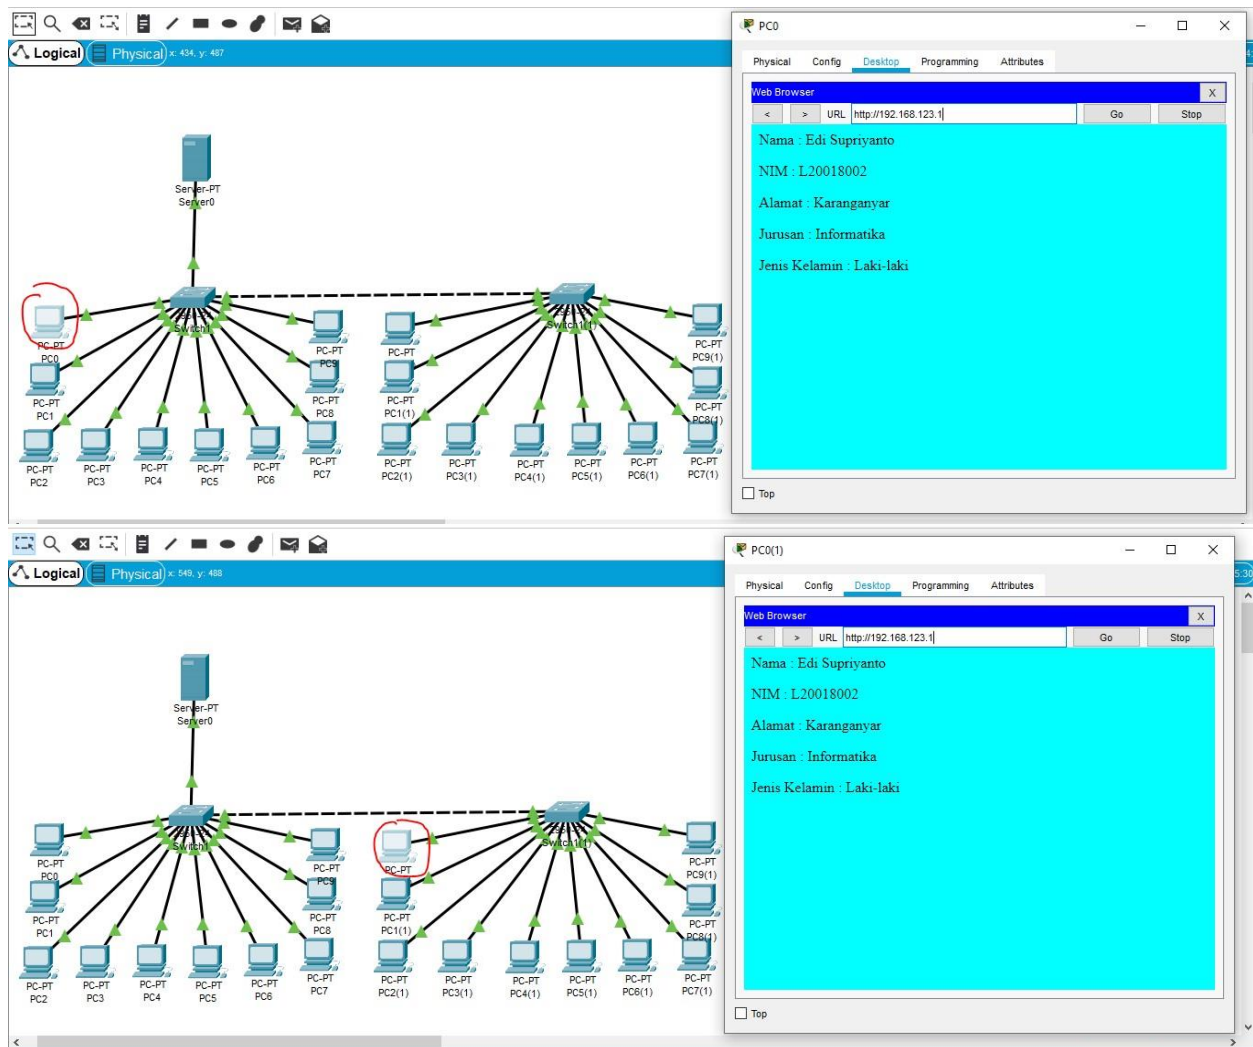 Logical Physical x: 434, y: 487
Server-PT
Server0
Switch1
Switch1(1)
PC-PT
PC0
PC-PT
PC1
PC-PT
PC2
PC-PT
PC3
PC-PT
PC4
PC-PT
PC5
PC-PT
PC6
PC-PT
PC7
PC-PT
PC8
PC-PT
PC9
PC-PT
PC-PT
PC1(1)
PC-PT
PC2(1)
PC-PT
PC3(1)
PC-PT
PC4(1)
PC-PT
PC5(1)
PC-PT
PC6(1)
PC-PT
PC7(1)
PC-PT
PC8(1)
PC-PT
PC9(1)
PC0
Physical Config Desktop Programming Attributes
Web Browser X
< > URL http://192.168.123.1 Go Stop
Nama : Edi Supriyanto
NIM : L20018002
Alamat : Karanganyar
Jurusan : Informatika
Jenis Kelamin : Laki-laki
Top
Logical Physical x: 549, y: 488
5:30
Server-PT
Server0
Switch1
Switch1(1)
PC-PT
PC0
PC-PT
PC1
PC-PT
PC2
PC-PT
PC3
PC-PT
PC4
PC-PT
PC5
PC-PT
PC6
PC-PT
PC7
PC-PT
PC8
PC-PT
PC9
PC-PT
PC-PT
PC1(1)
PC-PT
PC2(1)
PC-PT
PC3(1)
PC-PT
PC4(1)
PC-PT
PC5(1)
PC-PT
PC6(1)
PC-PT
PC7(1)
PC-PT
PC8(1)
PC-PT
PC9(1)
PC0(1)
Physical Config Desktop Programming Attributes
Web Browser X
< > URL http://192.168.123.1 Go Stop
Nama : Edi Supriyanto
NIM : L20018002
Alamat : Karanganyar
Jurusan : Informatika
Jenis Kelamin : Laki-laki
Top